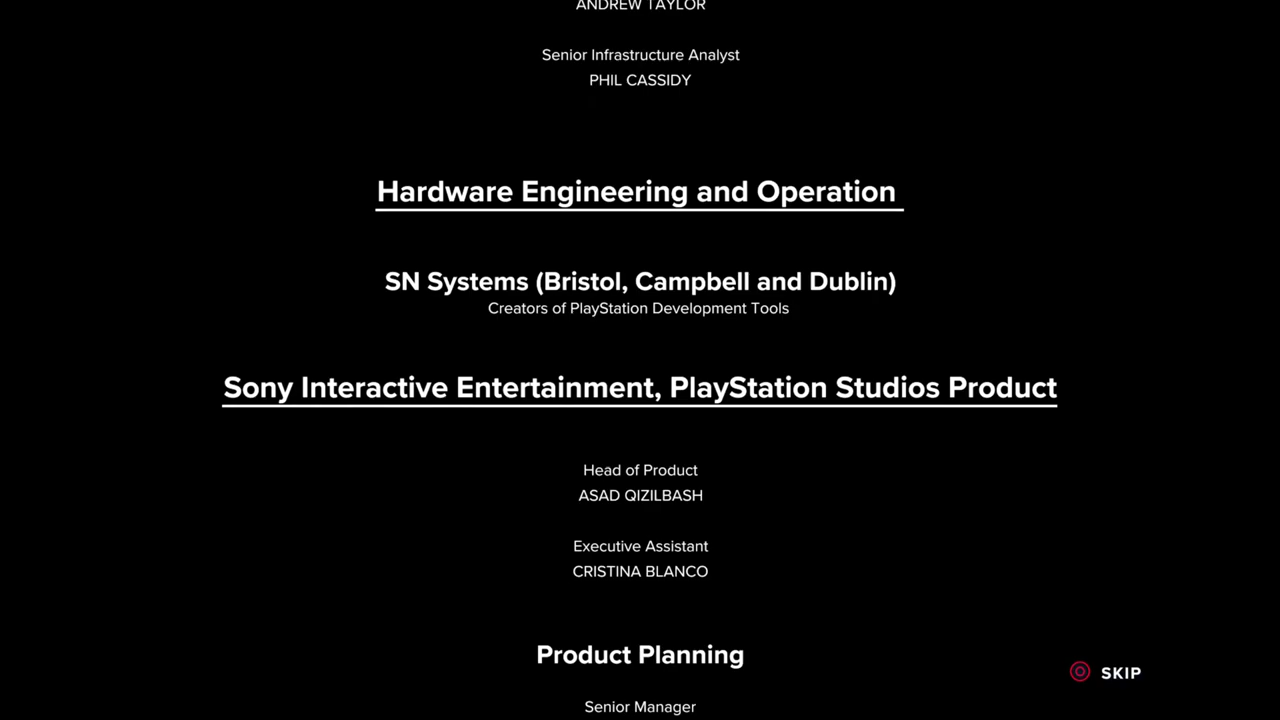 ANDREW TAYLOR
Senior Infrastructure Analyst
PHIL CASSIDY
Hardware Engineering and Operation
SN Systems (Bristol, Campbell and Dublin)
Creators of PlayStation Development Tools
Sony Interactive Entertainment, PlayStation Studios Product
Head of Product
ASAD QIZILBASH
Executive Assistant
CRISTINA BLANCO
Product Planning
SKIP
Senior Manager